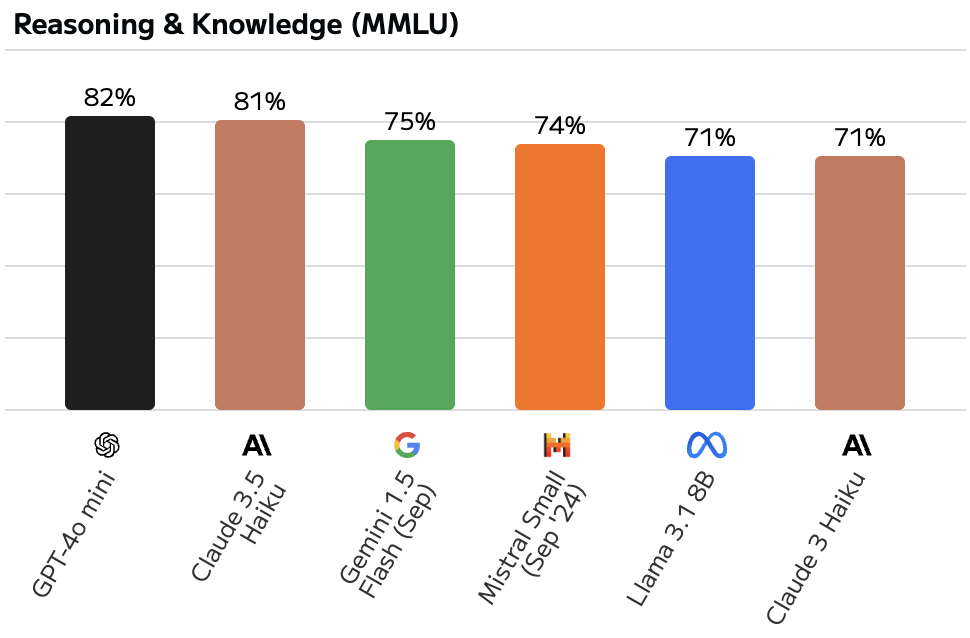 Reasoning & Knowledge (MMLU)
82%
81%
75%
74%
71%
71%
GPT-4o mini
Claude 3.5
Haiku
Gemini 1.5
Flash (Sep)
Mistral Small
(Sep '24)
Llama 3.1 8B
Claude 3 Haiku